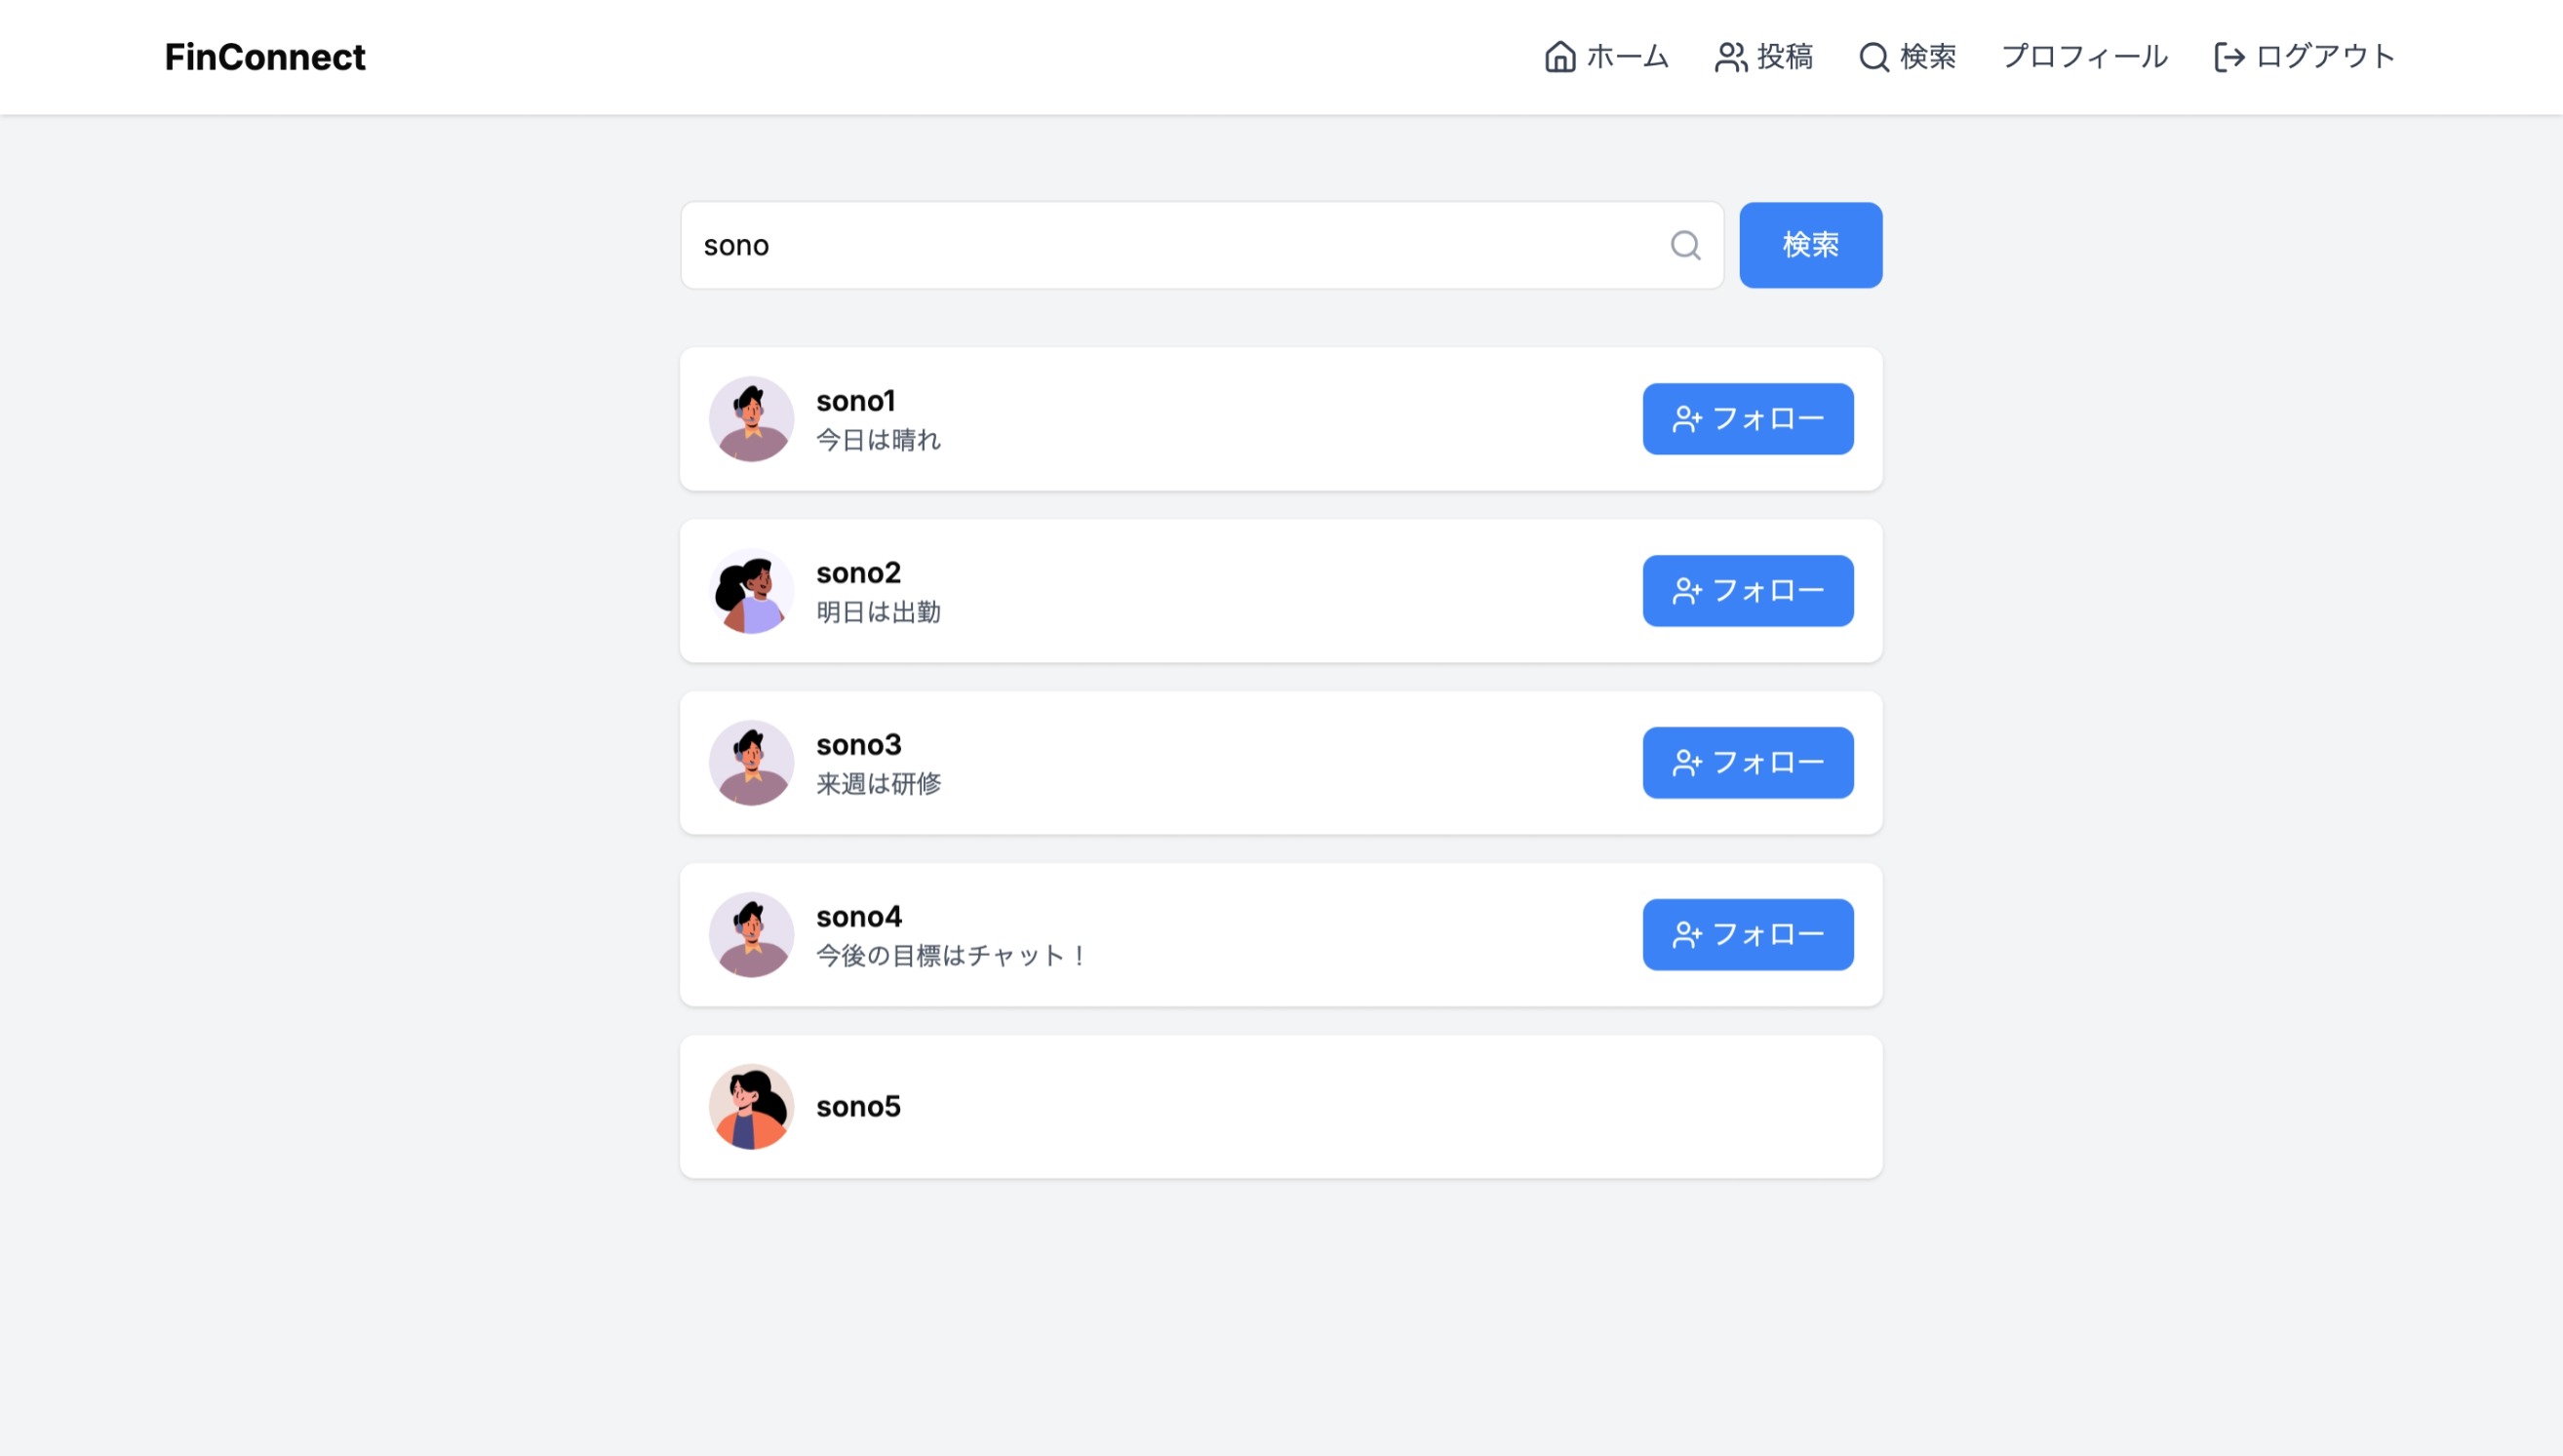 FinConnect
ホーム 投稿 検索 プロフィール ログアウト
sono
検索
sono1
今日は晴れ
フォロー
sono2
明日は出勤
フォロー
sono3
来週は研修
フォロー
sono4
今後の目標はチャット！
フォロー
sono5